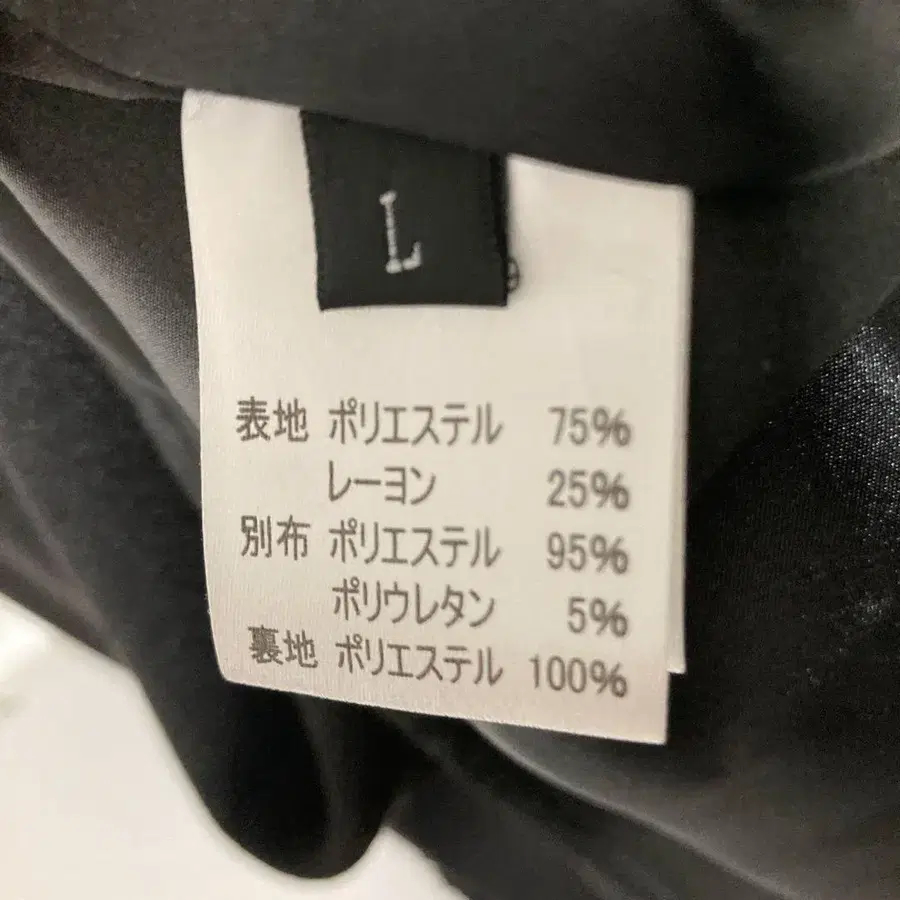 L
表地 ポリエステル 75%
レーヨン 25%
別布 ポリエステル 95%
ポリウレタン 5%
裏地 ポリエステル 100%